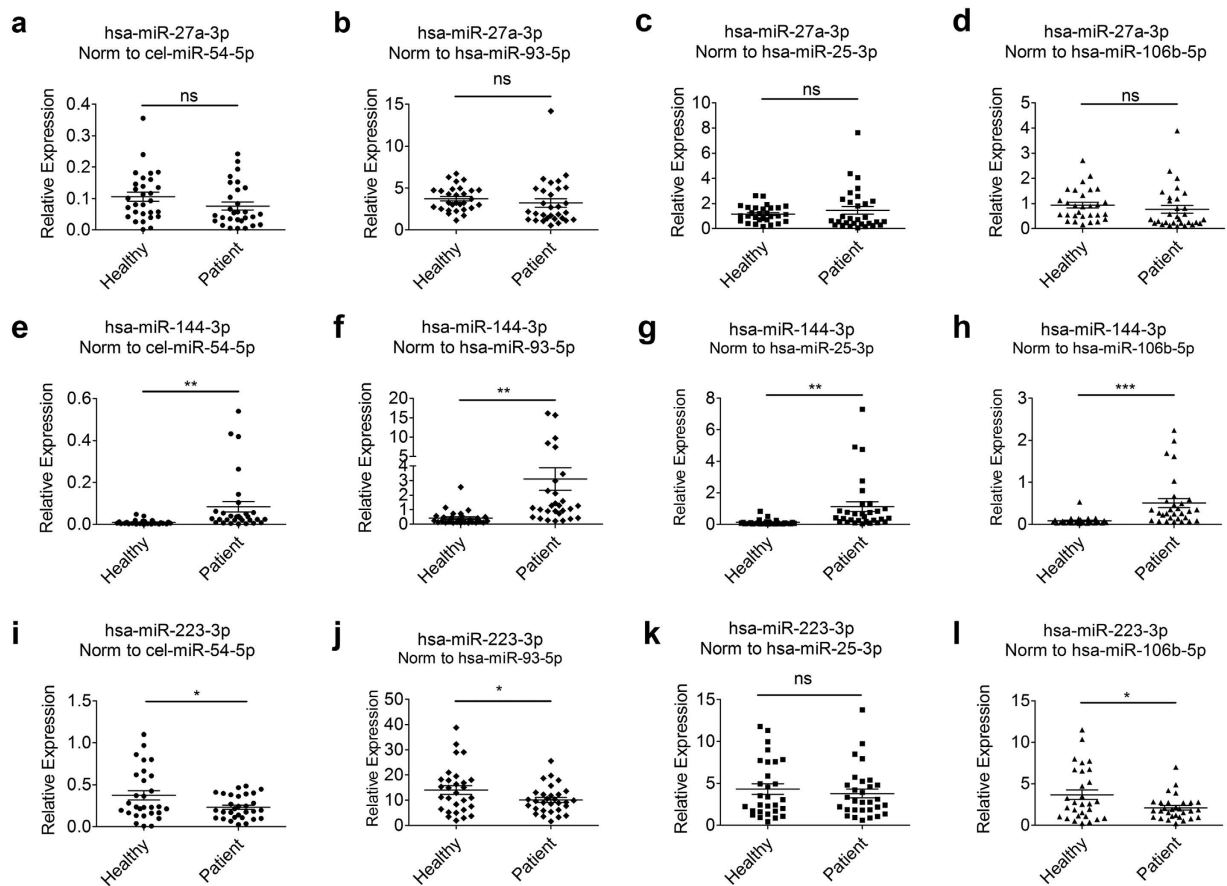 a
hsa-miR-27a-3p
Norm to cel-miR-54-5p
ns
Relative Expression
0.4
0.3
0.2
0.1
0.0
Healthy
Patient
b
hsa-miR-27a-3p
Norm to hsa-miR-93-5p
ns
Relative Expression
15
10
5
0
Healthy
Patient
c
hsa-miR-27a-3p
Norm to hsa-miR-25-3p
ns
Relative Expression
10
8
6
4
2
0
Healthy
Patient
d
hsa-miR-27a-3p
Norm to hsa-miR-106b-5p
ns
Relative Expression
5
4
3
2
1
0
Healthy
Patient
e
hsa-miR-144-3p
Norm to cel-miR-54-5p
**
Relative Expression
0.6
0.4
0.2
0.0
Healthy
Patient
f
hsa-miR-144-3p
Norm to hsa-miR-93-5p
**
Relative Expression
20
15
10
5
4
3
2
1
0
Healthy
Patient
g
hsa-miR-144-3p
Norm to hsa-miR-25-3p
**
Relative Expression
8
6
4
2
0
Healthy
Patient
h
hsa-miR-144-3p
Norm to hsa-miR-106b-5p
***
Relative Expression
3
2
1
0
Healthy
Patient
i
hsa-miR-223-3p
Norm to cel-miR-54-5p
*
Relative Expression
1.5
1.0
0.5
0.0
Healthy
Patient
j
hsa-miR-223-3p
Norm to hsa-miR-93-5p
*
Relative Expression
50
40
30
20
10
0
Healthy
Patient
k
hsa-miR-223-3p
Norm to hsa-miR-25-3p
ns
Relative Expression
15
10
5
0
Healthy
Patient
l
hsa-miR-223-3p
Norm to hsa-miR-106b-5p
*
Relative Expression
15
10
5
0
Healthy
Patient